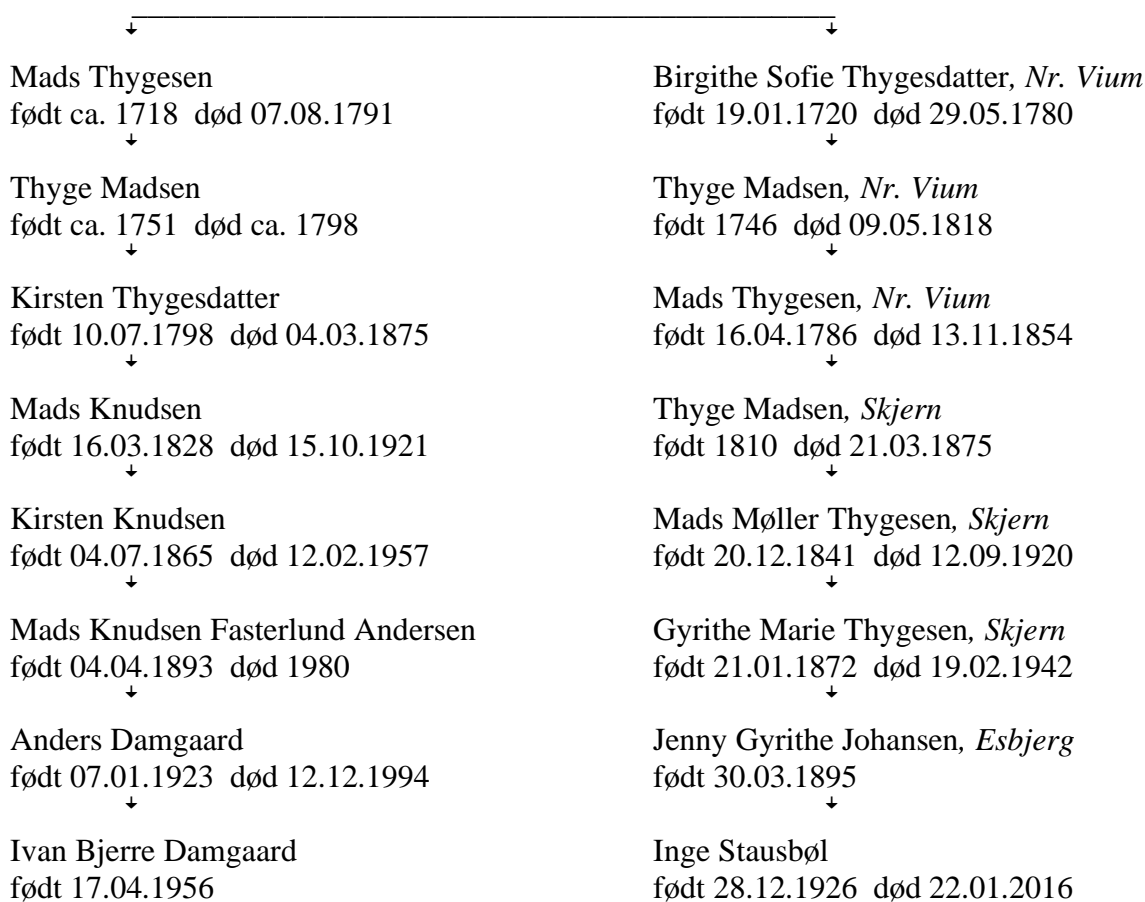 Mads Thygesen
født ca. 1718 død 07.08.1791
Thyge Madsen
født ca. 1751 død ca. 1798
Kirsten Thygesdatter
født 10.07.1798 død 04.03.1875
Mads Knudsen
født 16.03.1828 død 15.10.1921
Kirsten Knudsen
født 04.07.1865 død 12.02.1957
Mads Knudsen Fasterlund Andersen
født 04.04.1893 død 1980
Anders Damgaard
født 07.01.1923 død 12.12.1994
Ivan Bjerre Damgaard
født 17.04.1956
Birgithe Sofie Thygesdatter, Nr. Vium
født 19.01.1720 død 29.05.1780
Thyge Madsen, Nr. Vium
født 1746 død 09.05.1818
Mads Thygesen, Nr. Vium
født 16.04.1786 død 13.11.1854
Thyge Madsen, Skjern
født 1810 død 21.03.1875
Mads Møller Thygesen, Skjern
født 20.12.1841 død 12.09.1920
Gyrithe Marie Thygesen, Skjern
født 21.01.1872 død 19.02.1942
Jenny Gyrithe Johansen, Esbjerg
født 30.03.1895
Inge Stausbøl
født 28.12.1926 død 22.01.2016